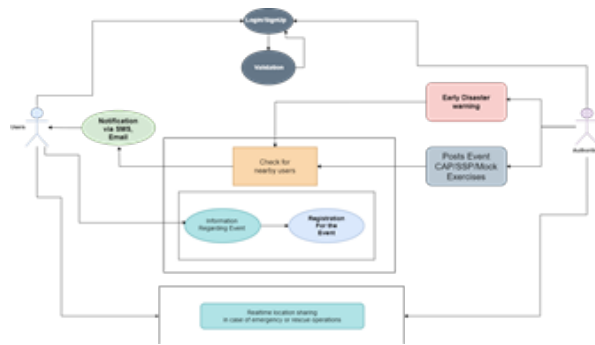 Login/SignUp
Validation
Users
Notification
via SMS,
Email
Early Disaster
warning
Authority
Check for
nearby users
Posts Event
CAP/SSP/Mock
Exercises
Information
Regarding Event
Registration
For the
Event
Realtime location sharing
in case of emergency or rescue operations